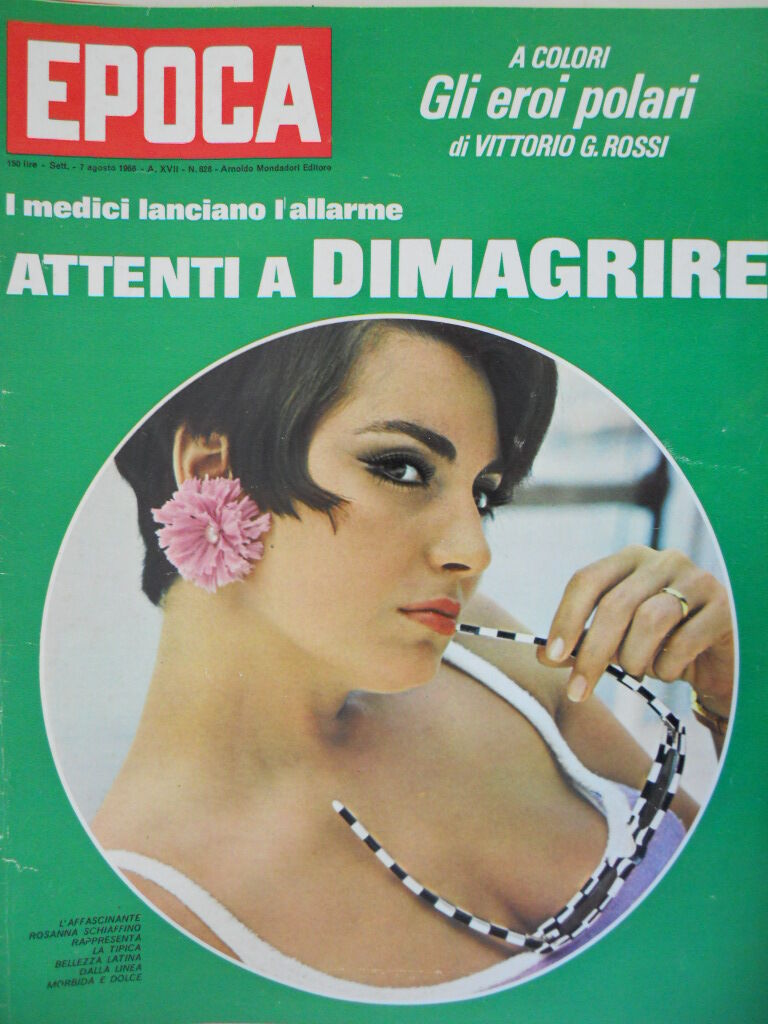 EPOCA
150 lire - Sett. - 7 agosto 1966 - A. XVII - N. 828 - Arnoldo Mondadori Editore
A COLORI
Gli eroi polari
di VITTORIO G. ROSSI
I medici lanciano l'allarme
ATTENTI A DIMAGRIRE
L'AFFASCINANTE
ROSANNA SCHIAFFINO
RAPPRESENTA
LA TIPICA
BELLEZZA LATINA
DALLA LINEA
MORBIDA E DOLCE